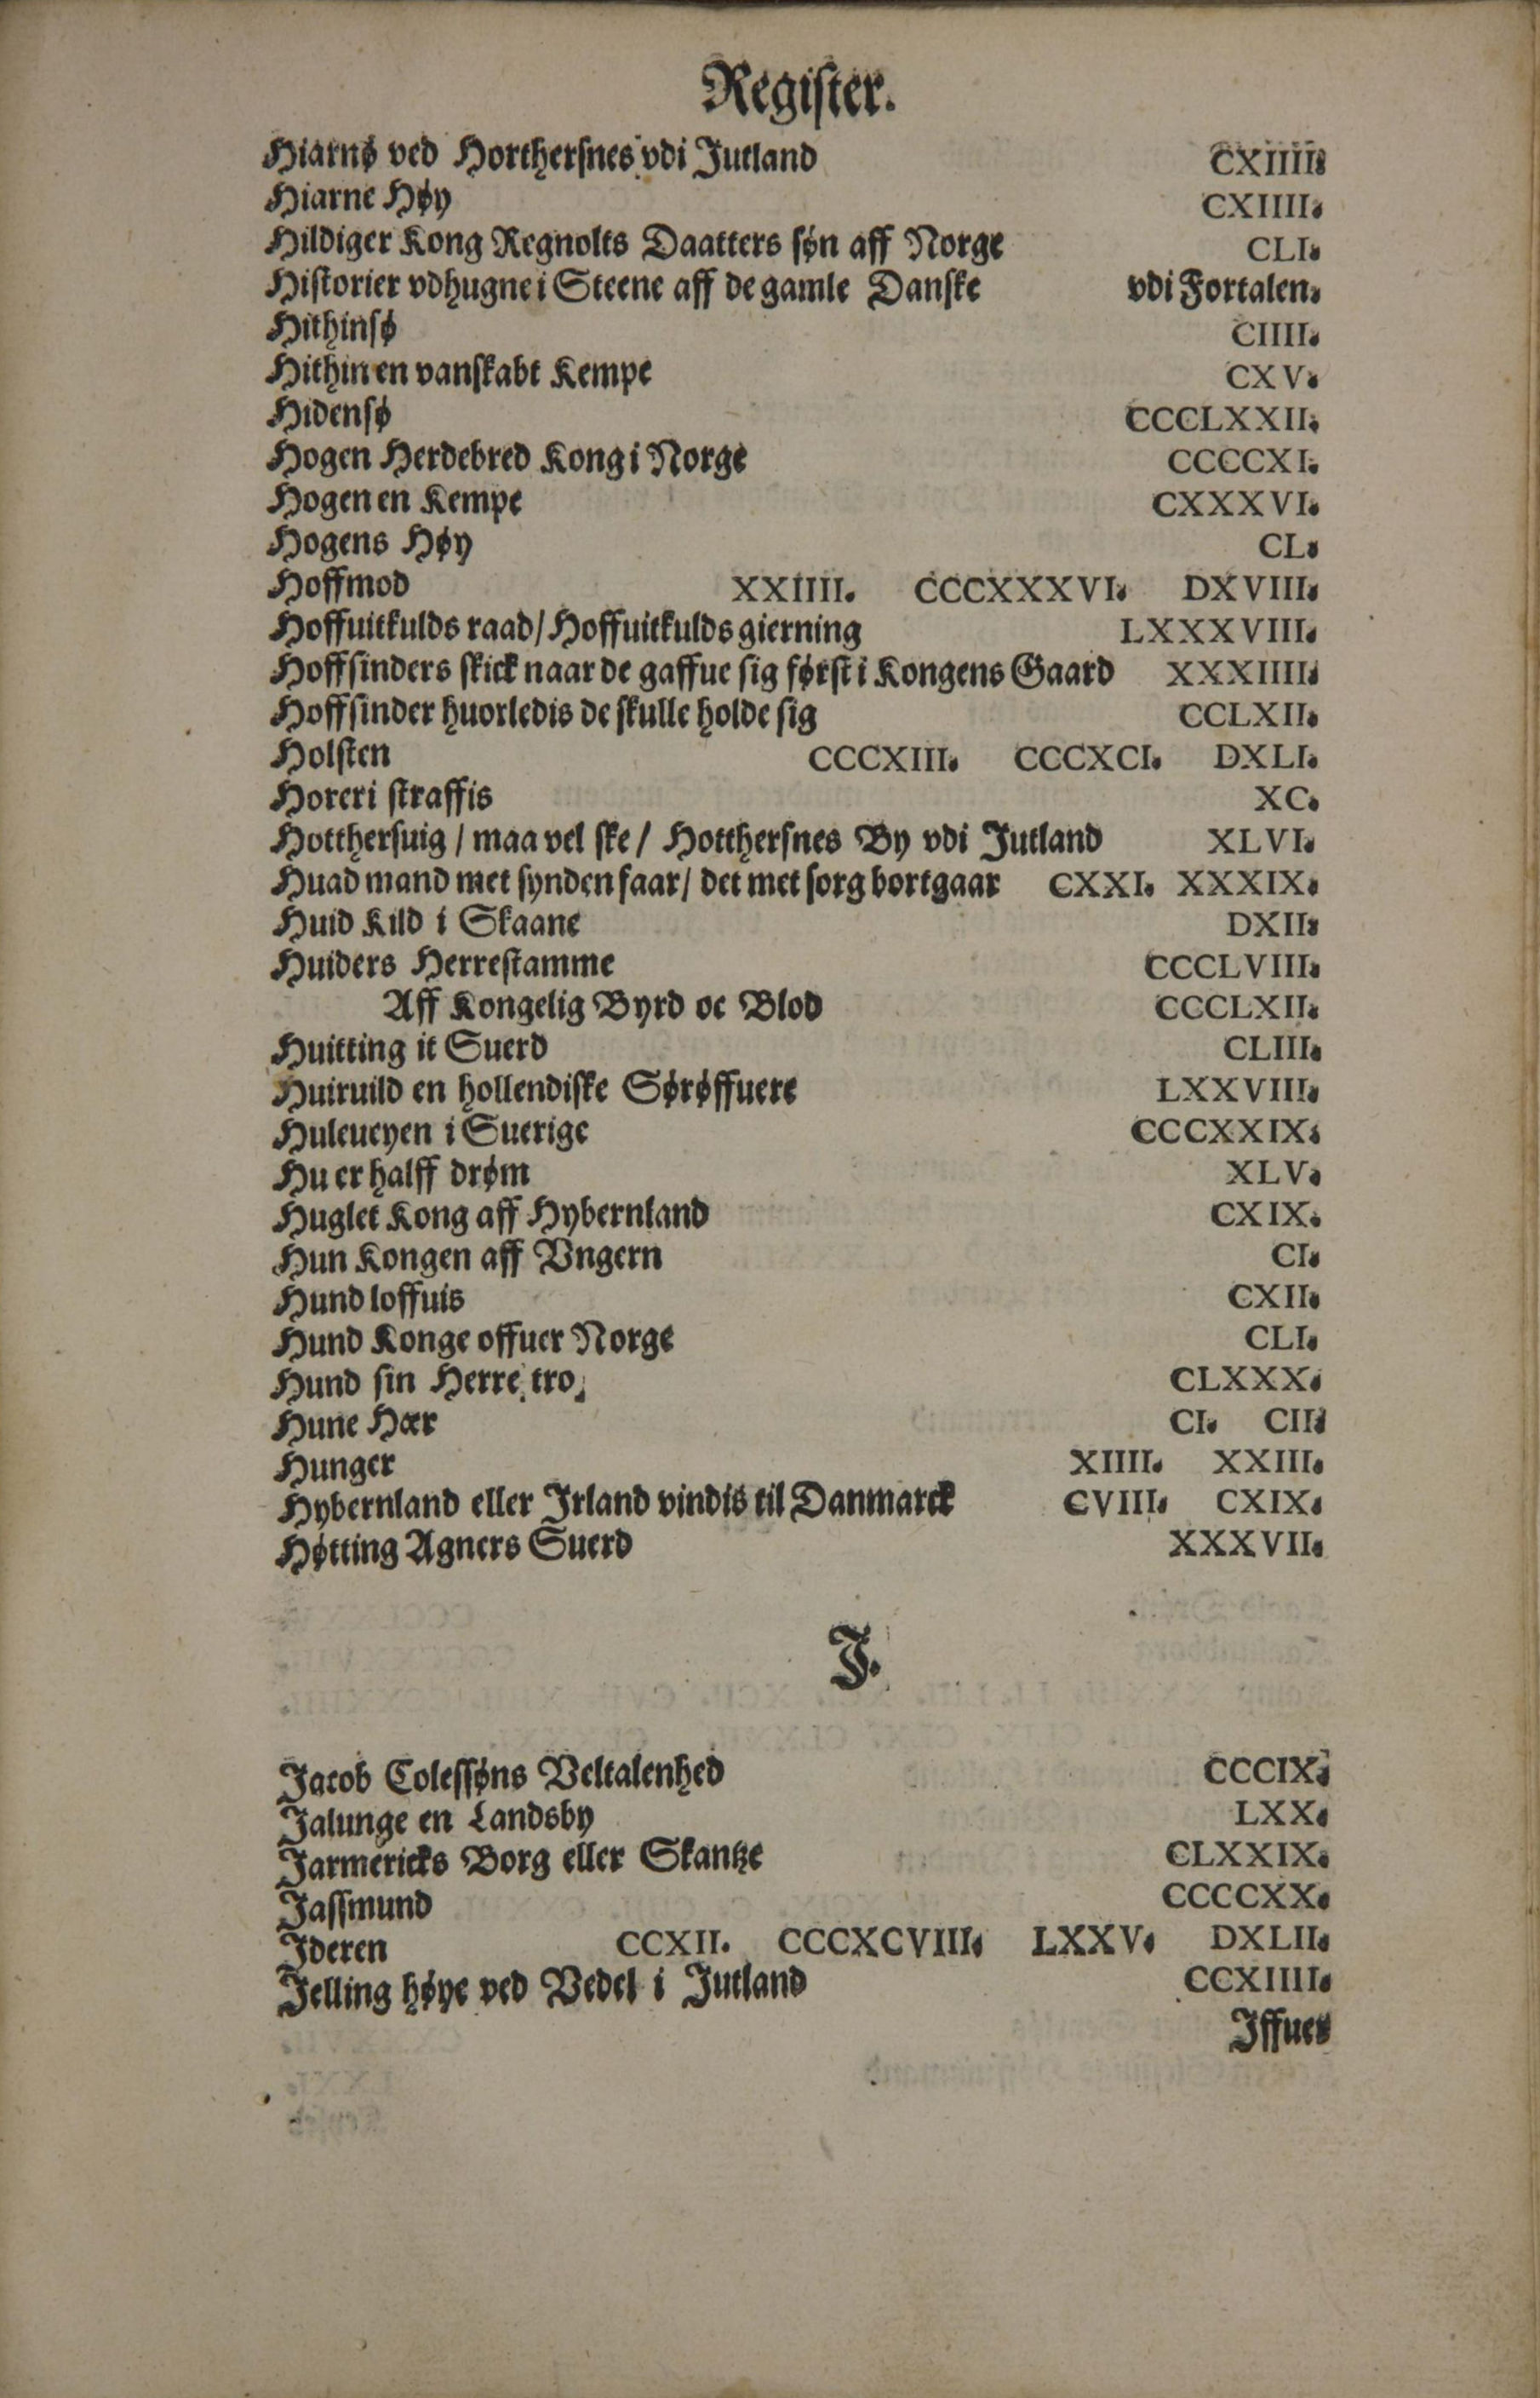 Register.
Hiarnø ved Horthersnes vdi Jutland CXIIII.
Hiarne Høy CXIIII.
Hildiger Kong Regnolts Daatters søn aff Norge CLI.
Historier vdhugne i Steene aff de gamle Danske vdi Fortalen.
Hithinsø CIIII.
Hithin en vanskabt Kempe CXV.
Hidensø CCCLXXII.
Hogen Herdebred Kong i Norge CCCCXI.
Hogen en Kempe CXXXVI.
Hogens Høy CL.
Hoffmod XXIIII. CCCXXXVI. DXVIII.
Hoffuitkulds raad/ Hoffuitkulds gierning LXXXVIII.
Hoffsinders skick naar de gaffue sig først i Kongens Gaard XXXIIII.
Hoffsinder huorledis de skulle holde sig CCLXII.
Holsten CCCXIII. CCCXCI. DXLI.
Horeri straffis XC.
Hotthersuig / maa vel ske / Hotthersnes By vdi Jutland XLVI.
Huad mand met synden faar/ det met sorg bortgaar CXXI. XXXIX.
Huid Kild i Skaane DXII.
Huiders Herrestamme CCCLVIII.
Aff Kongelig Byrd oc Blod CCCLXII.
Huitting it Suerd CLIII.
Huiruild en hollendiske Sørøffuere LXXVIII.
Huleueyen i Suerige CCCXXIX.
Hu er halff drøm XLV.
Huglet Kong aff Hybernland CXIX.
Hun Kongen aff Vngern CI.
Hund loffuis CXII.
Hund Konge offuer Norge CLI.
Hund sin Herre tro CLXXX.
Hune Hær CI. CII.
Hunger XIIII. XXIII.
Hybernland eller Irland vindis til Danmarck CVIII. CXIX.
Høtting Agners Suerd XXXVII.
J.
Jacob Colessøns Veltalenhed CCCIX.
Jalunge en Landsby LXX.
Jarmericks Borg eller Skantze CLXXIX.
Jassmund CCCCXX.
Jderen CCXII. CCCXCVIII. LXXV. DXLII.
Jelling høye ved Vedel i Jutland CCXIIII.
Jffuer